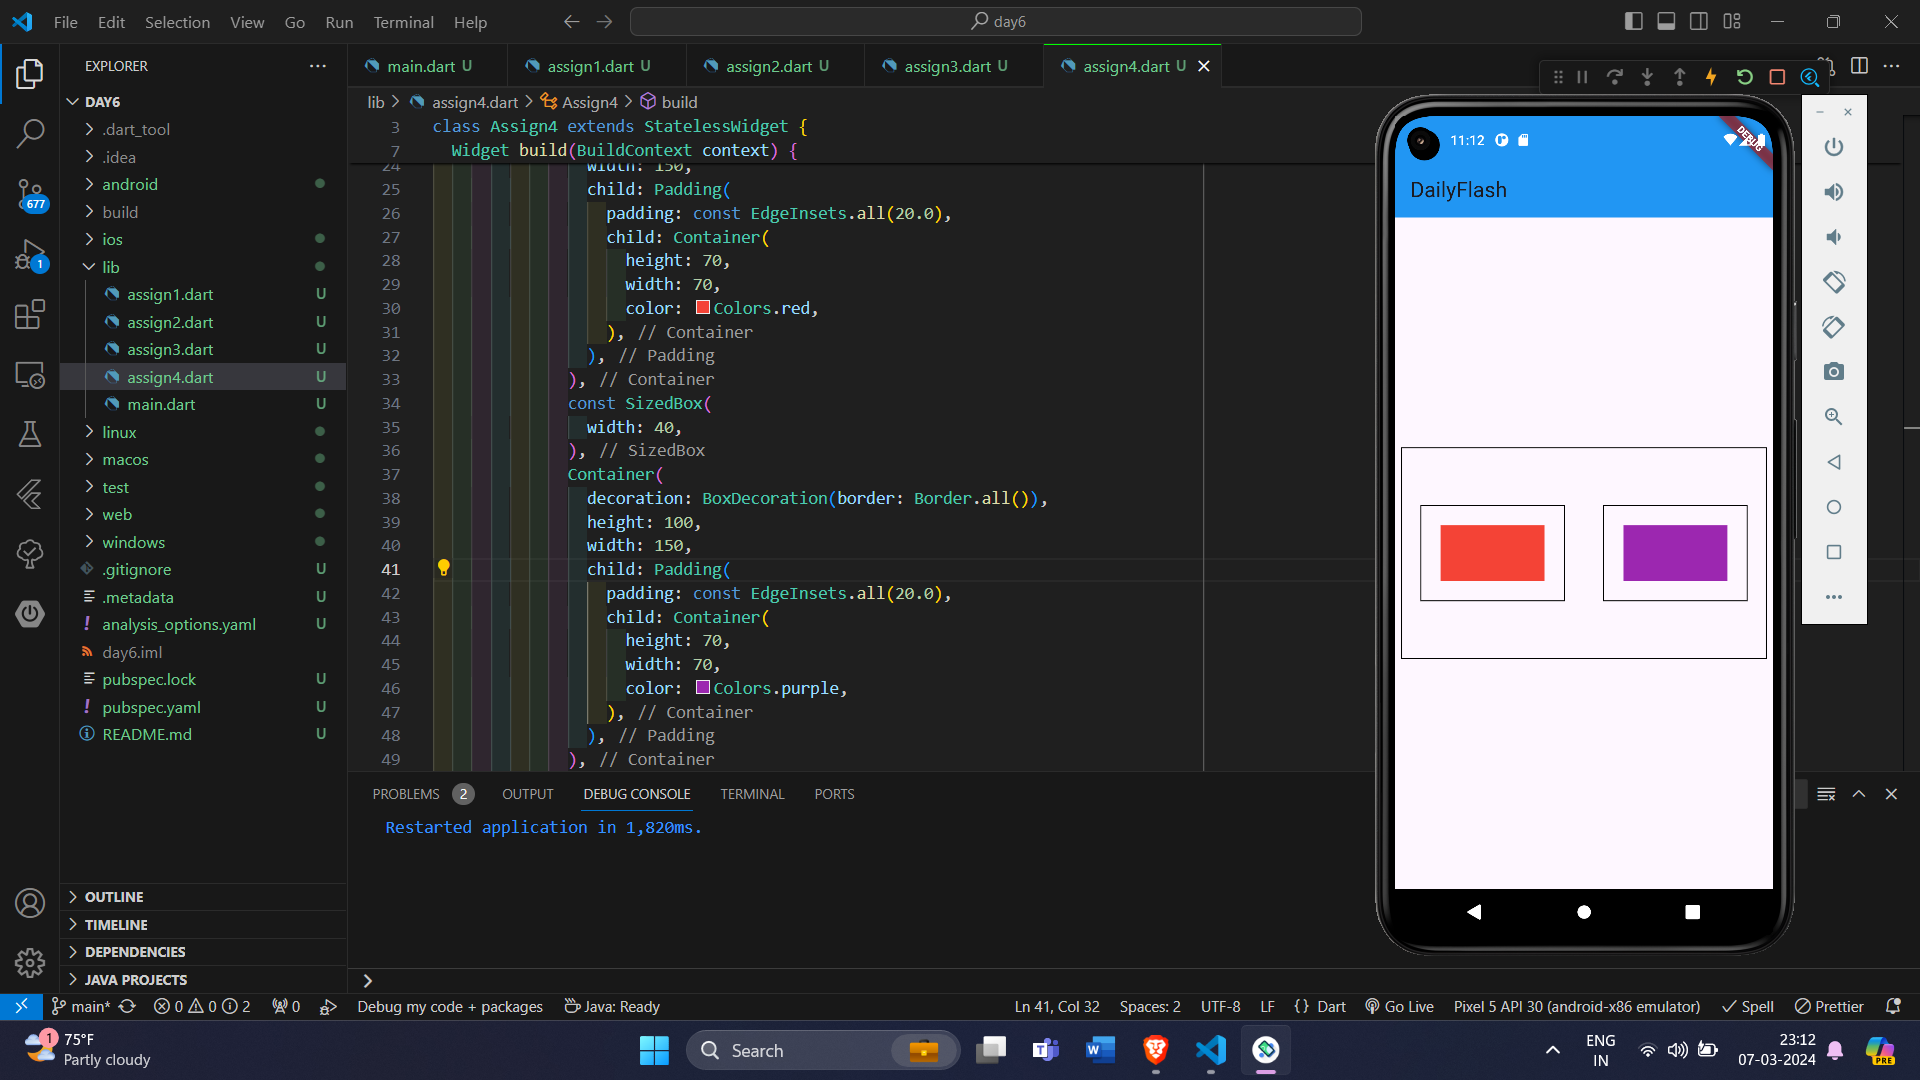 File Edit Selection View Go Run Terminal Help
day6
EXPLORER
DAY6
.dart_tool
.idea
android
build
ios
lib
assign1.dart U
assign2.dart U
assign3.dart U
assign4.dart U
main.dart U
linux
macos
test
web
windows
.gitignore U
.metadata U
analysis_options.yaml U
day6.iml
pubspec.lock U
pubspec.yaml U
README.md U
OUTLINE
TIMELINE
DEPENDENCIES
JAVA PROJECTS
677
1
main.dart U assign1.dart U assign2.dart U assign3.dart U assign4.dart U
lib > assign4.dart > Assign4 > build
3 class Assign4 extends StatelessWidget {
7 Widget build(BuildContext context) {
24 width: 150,
25 child: Padding(
26 padding: const EdgeInsets.all(20.0),
27 child: Container(
28 height: 70,
29 width: 70,
30 color: Colors.red,
31 ), // Container
32 ), // Padding
33 ), // Container
34 const SizedBox(
35 width: 40,
36 ), // SizedBox
37 Container(
38 decoration: BoxDecoration(border: Border.all()),
39 height: 100,
40 width: 150,
41 child: Padding(
42 padding: const EdgeInsets.all(20.0),
43 child: Container(
44 height: 70,
45 width: 70,
46 color: Colors.purple,
47 ), // Container
48 ), // Padding
49 ), // Container
PROBLEMS 2 OUTPUT DEBUG CONSOLE TERMINAL PORTS
Restarted application in 1,820ms.
11:12
DEBUG
DailyFlash
main* 0 0 2 0 Debug my code + packages Java: Ready
Ln 41, Col 32 Spaces: 2 UTF-8 LF {} Dart Go Live Pixel 5 API 30 (android-x86 emulator) Spell Prettier
1
75°F
Partly cloudy
Search
ENG
IN
23:12
07-03-2024
PRE